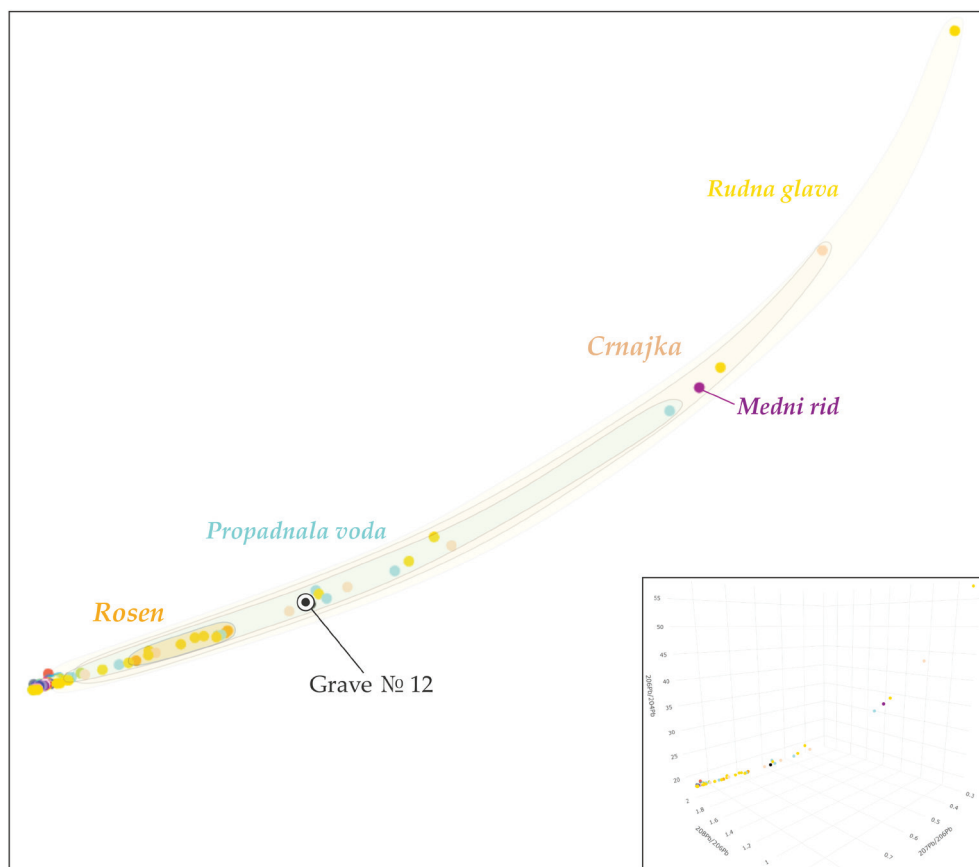 Rudna glava
Crnajka
Medni rid
Propadnala voda
Rosen
Grave № 12
55
50
45
40
35
30
25
20
206Pb/204Pb
2
1.8
1.6
1.4
1.2
1
208Pb/206Pb
0.7
0.6
0.5
0.4
0.3
207Pb/206Pb